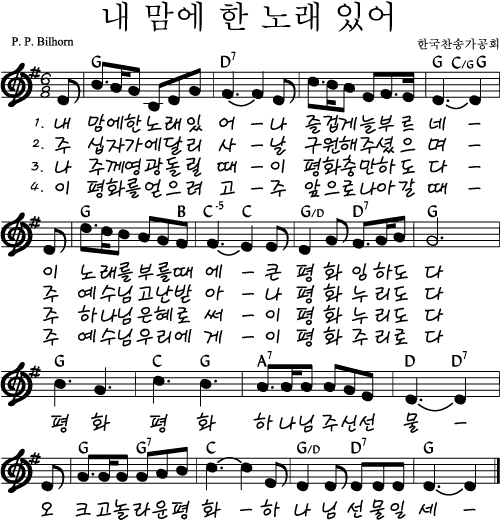 내 맘에 한 노래 있어
P. P. Bilhorn
한국찬송가공회
G D7 G C/G G
6 8
1. 내 맘에한노래있 어 - 나 즐겁게늘부르 네 -
2. 주 십자가에달리 사 - 날 구원해주셨으 며 -
3. 나 주께영광돌릴 때 - 이 평화충만하도 다 -
4. 이 평화를얻으려 고 - 주 앞으로나아갈 때 -
G B C-5 C G/D D7 G
이 노래를부를때 에 - 큰 평화임하도 다
주 예수님고난받 아 - 나 평화누리도 다
주 하나님은혜로 써 - 이 평화누리도 다
주 예수님우리에 게 - 이 평화주리로 다
G C G A7 D D7
평 화 평 화 하나님주신선 물 -
G G7 C G/D D7 G
오 크고놀라운평 화 - 하 나님선물일세 -